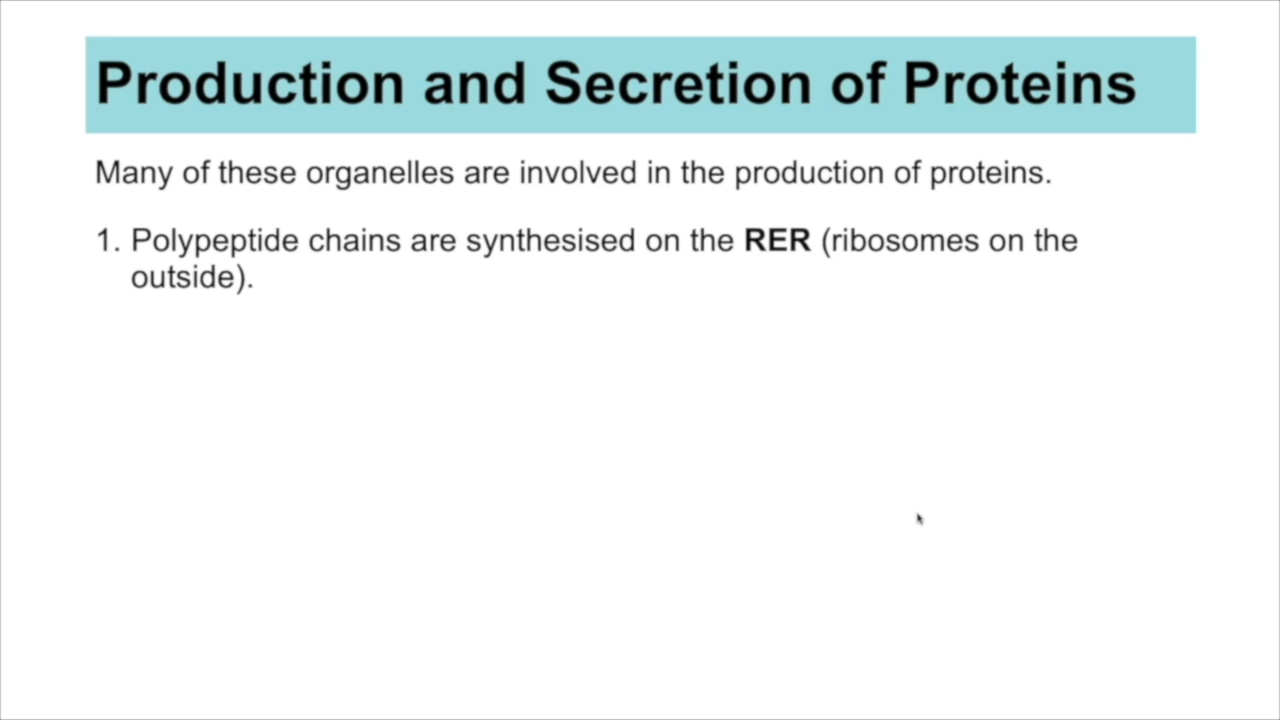 Production and Secretion of Proteins
Many of these organelles are involved in the production of proteins.
1. Polypeptide chains are synthesised on the RER (ribosomes on the
outside).